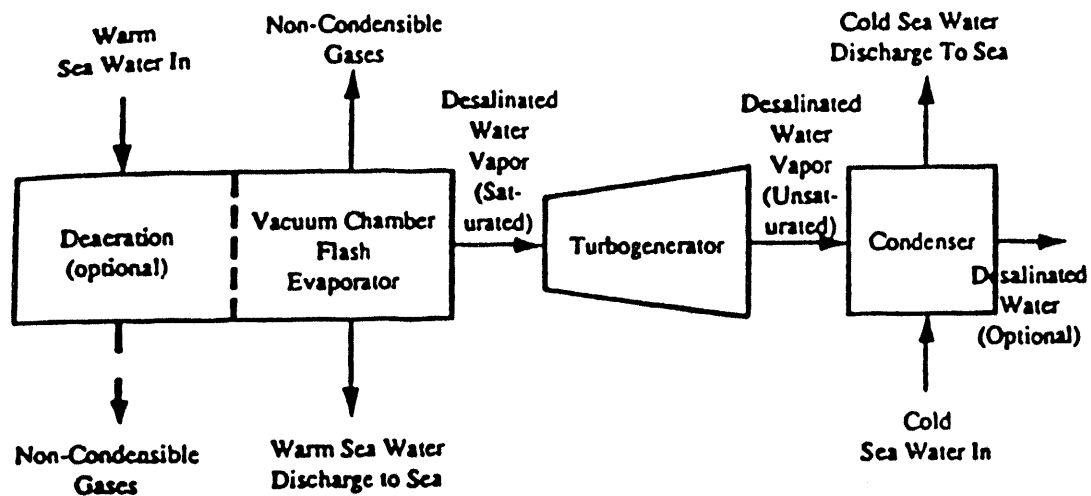 Warm
Sea Water In
Non-Condensible
Gases
Cold Sea Water
Discharge To Sea
Desalinated
Water
Vapor
(Sat-
urated)
Desalinated
Water
Vapor
(Unsat-
urated)
Deaeration
(optional)
Vacuum Chamber
Flash
Evaporator
Turbogenerator
Condenser
Desalinated
Water
(Optional)
Non-Condensible
Gases
Warm Sea Water
Discharge to Sea
Cold
Sea Water In